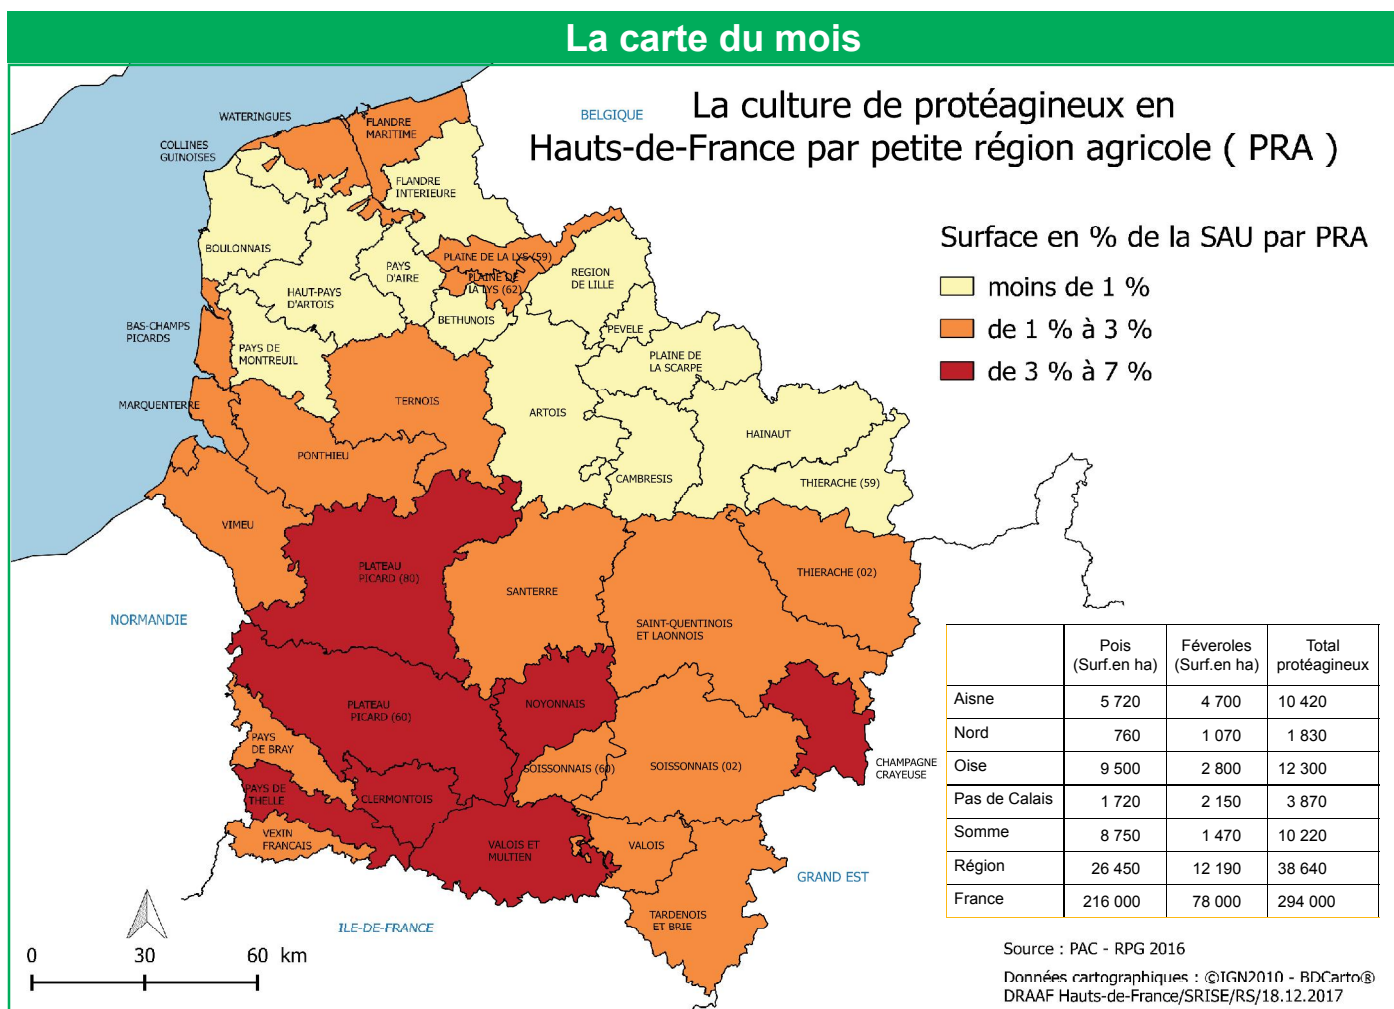 La carte du mois
La culture de protéagineux en
Hauts-de-France par petite région agricole ( PRA )
BELGIQUE
WATERINGUES
FLANDRE
MARITIME
COLLINES
GUINOISES
FLANDRE
INTERIEURE
BOULONNAIS
PLAINE DE LA LYS (59)
PLAINE DE
LA LYS (62)
PAYS
D'AIRE
REGION
DE LILLE
HAUT-PAYS
D'ARTOIS
BETHUNOIS
PEVELE
BAS-CHAMPS
PICARDS
PAYS DE
MONTREUIL
PLAINE DE
LA SCARPE
MARQUENTERRE
TERNOIS
ARTOIS
HAINAUT
PONTHIEU
CAMBRESIS
THIERACHE (59)
VIMEU
PLATEAU
PICARD (80)
SANTERRE
THIERACHE (02)
NORMANDIE
SAINT-QUENTINOIS
ET LAONNOIS
PLATEAU
PICARD (60)
NOYONNAIS
PAYS
DE BRAY
SOISSONNAIS (60)
SOISSONNAIS (02)
CHAMPAGNE
CRAYEUSE
PAYS DE
THELLE
CLERMONTOIS
VEXIN
FRANCAIS
VALOIS ET
MULTIEN
VALOIS
GRAND EST
TARDENOIS
ET BRIE
ILE-DE-FRANCE
0 30 60 km
Surface en % de la SAU par PRA
moins de 1 %
de 1 % à 3 %
de 3 % à 7 %
Pois Féveroles Total
(Surf.en ha) (Surf.en ha) protéagineux
Aisne 5 720 4 700 10 420
Nord 760 1 070 1 830
Oise 9 500 2 800 12 300
Pas de Calais 1 720 2 150 3 870
Somme 8 750 1 470 10 220
Région 26 450 12 190 38 640
France 216 000 78 000 294 000
Source : PAC - RPG 2016
Données cartographiques : ©IGN2010 - BDCarto®
DRAAF Hauts-de-France/SRISE/RS/18.12.2017